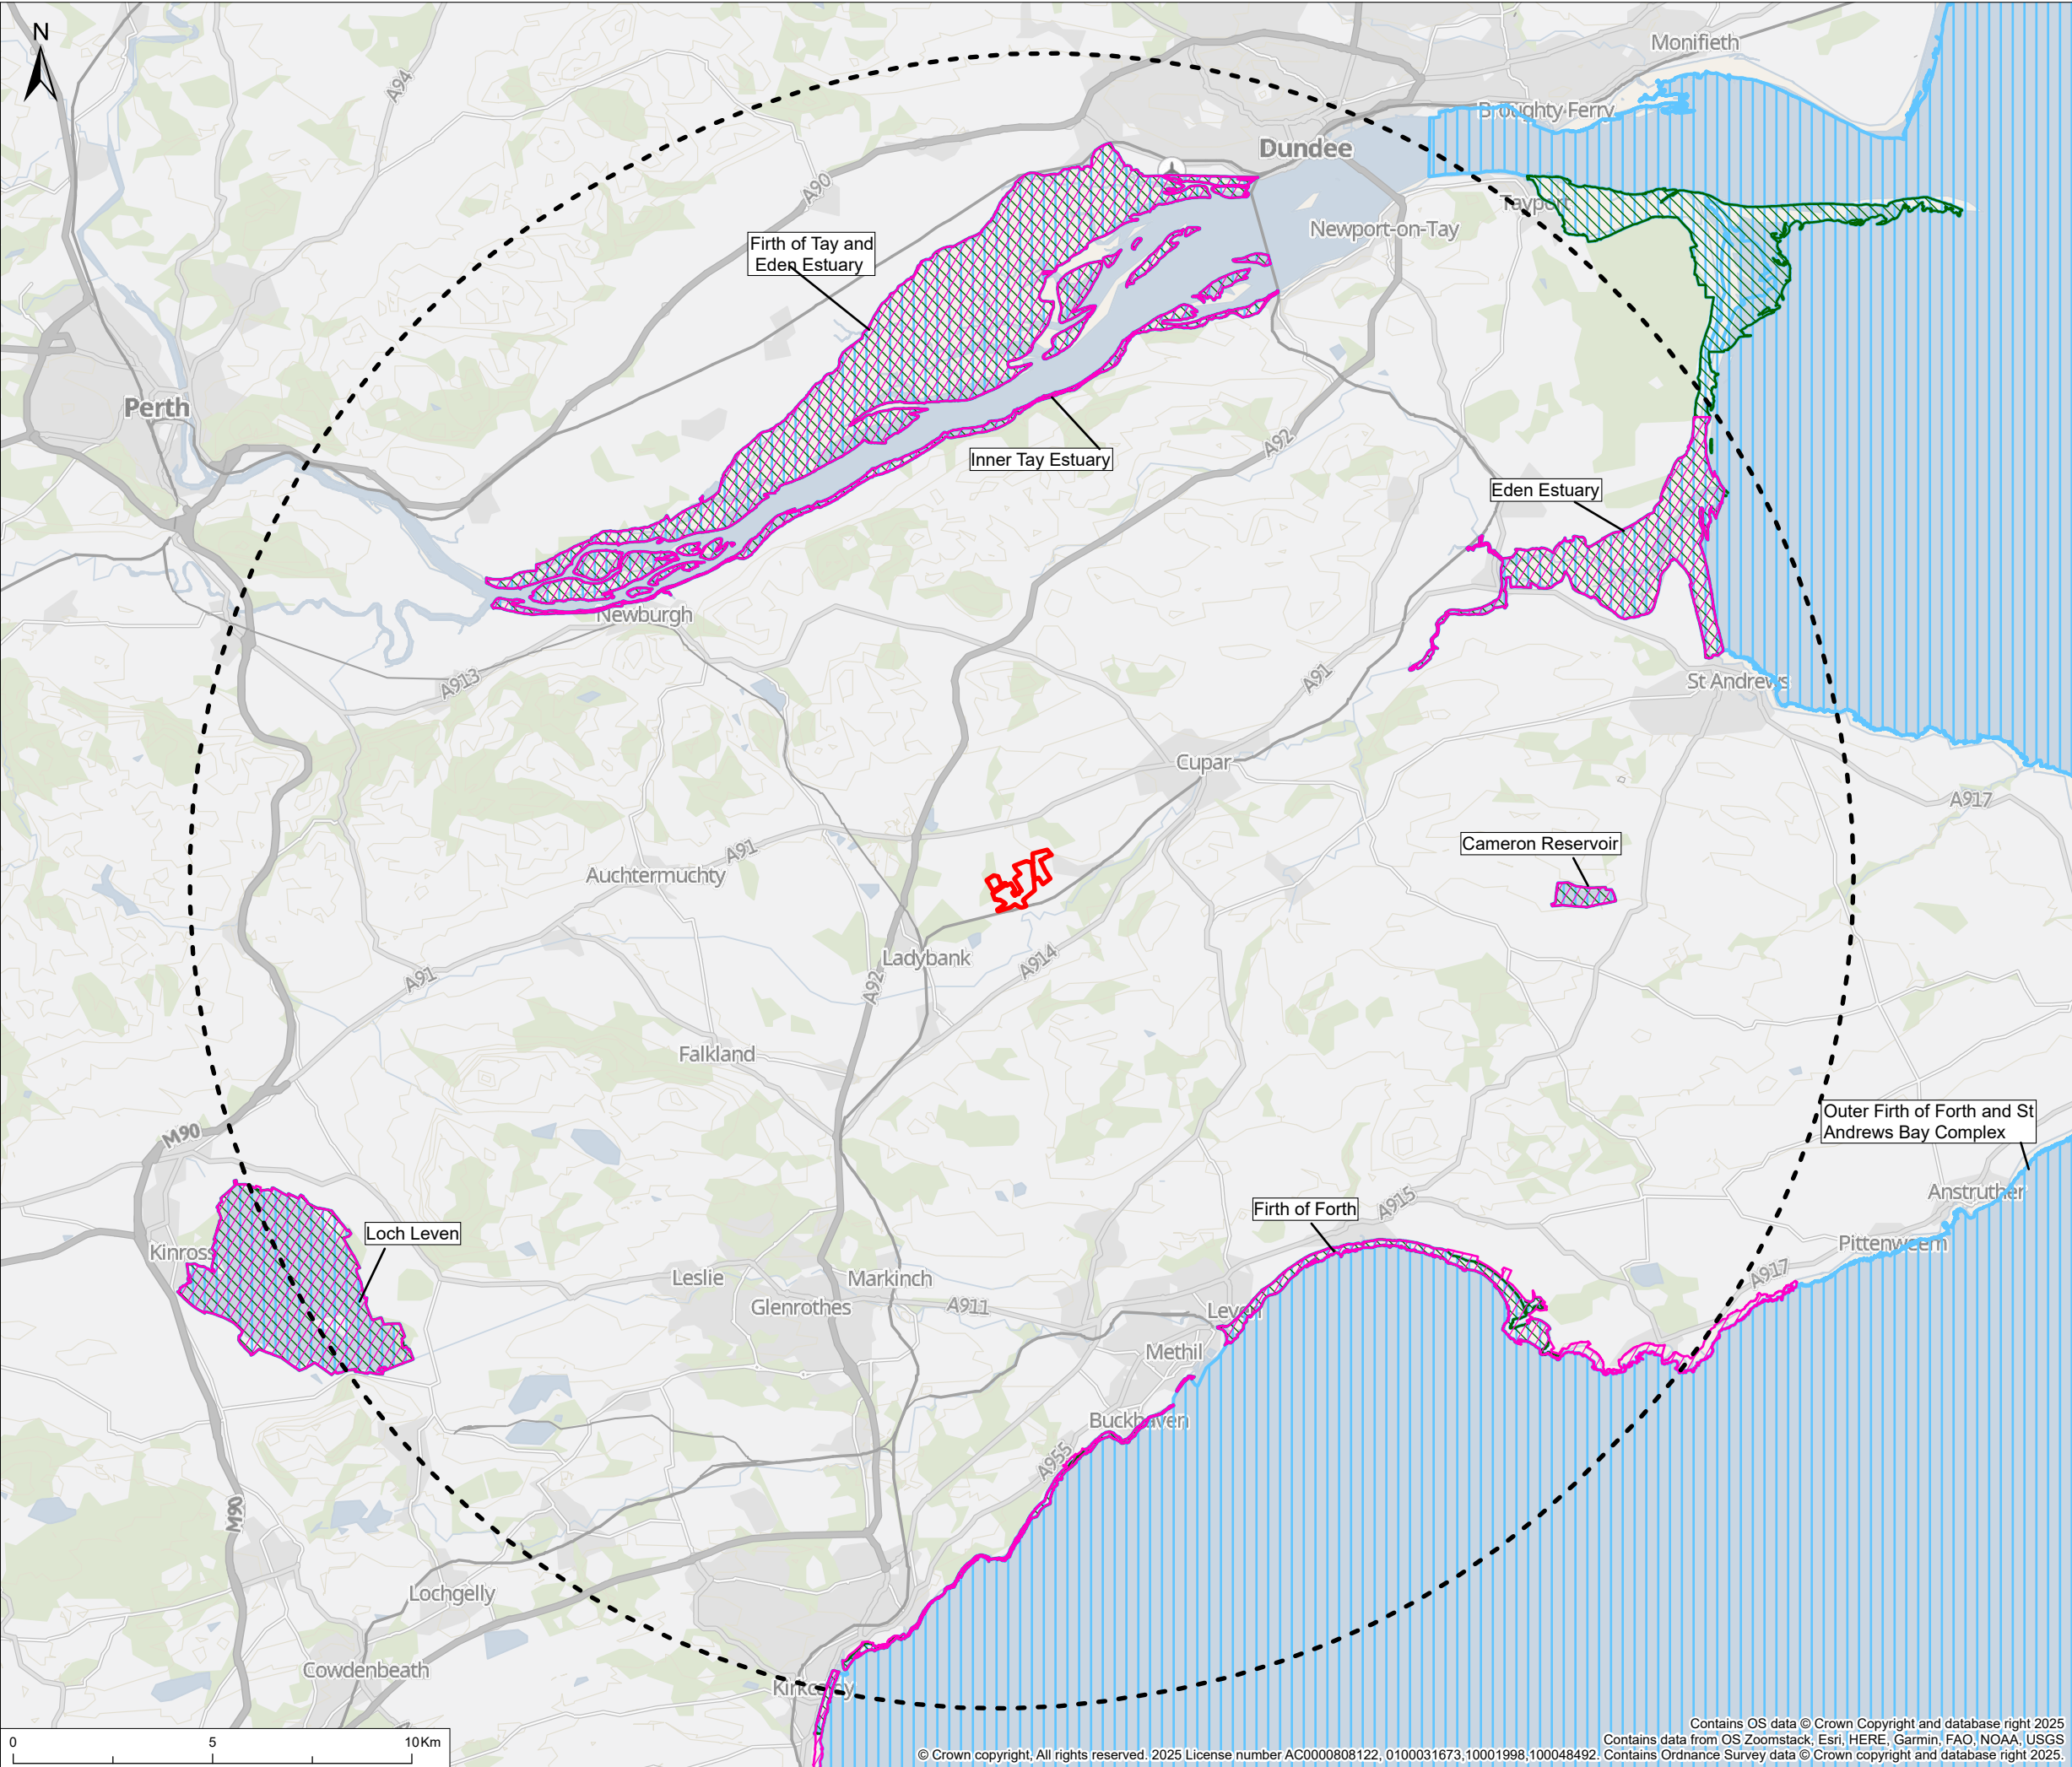 N
Monifieth
A94
Broughty Ferry
Dundee
A90
Tayport
Newport-on-Tay
Firth of Tay and
Eden Estuary
Perth
A92
Inner Tay Estuary
Eden Estuary
Newburgh
A913
A91
St Andrews
Cupar
A917
Cameron Reservoir
A91
Auchtermuchty
Ladybank
A914
A91
A92
Falkland
Outer Firth of Forth and St
Andrews Bay Complex
M90
Anstruther
A915
Firth of Forth
Loch Leven
Kinross
Pittenweem
A917
Leslie
Markinch
Glenrothes
A911
Leven
Methil
Buckhaven
A955
M90
Lochgelly
Cowdenbeath
Kirkcaldy
0 5 10Km
Contains OS data © Crown Copyright and database right 2025
Contains data from OS Zoomstack, Esri, HERE, Garmin, FAO, NOAA, USGS
© Crown copyright, All rights reserved. 2025 License number AC0000808122, 0100031673,10001998,100048492. Contains Ordnance Survey data © Crown copyright and database right 2025.